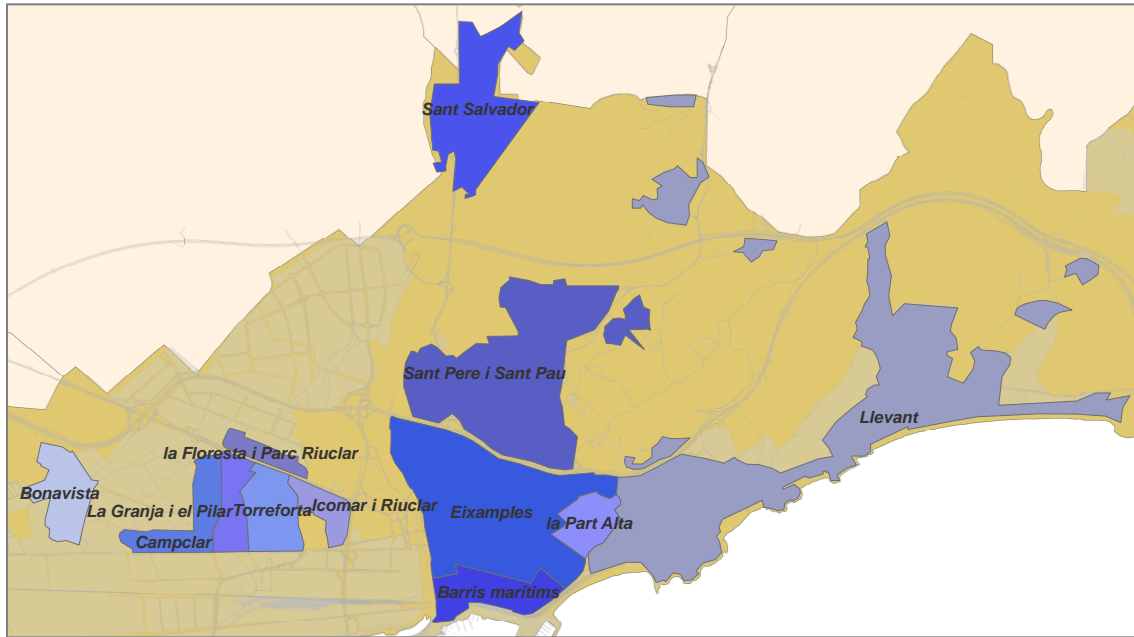 Sant Salvador
Sant Pere i Sant Pau
Llevant
la Floresta i Parc Riuclar
Bonavista
La Granja i el Pilar
Torreforta
Icomar i Riuclar
Eixamples
la Part Alta
Campclar
Barris marítims